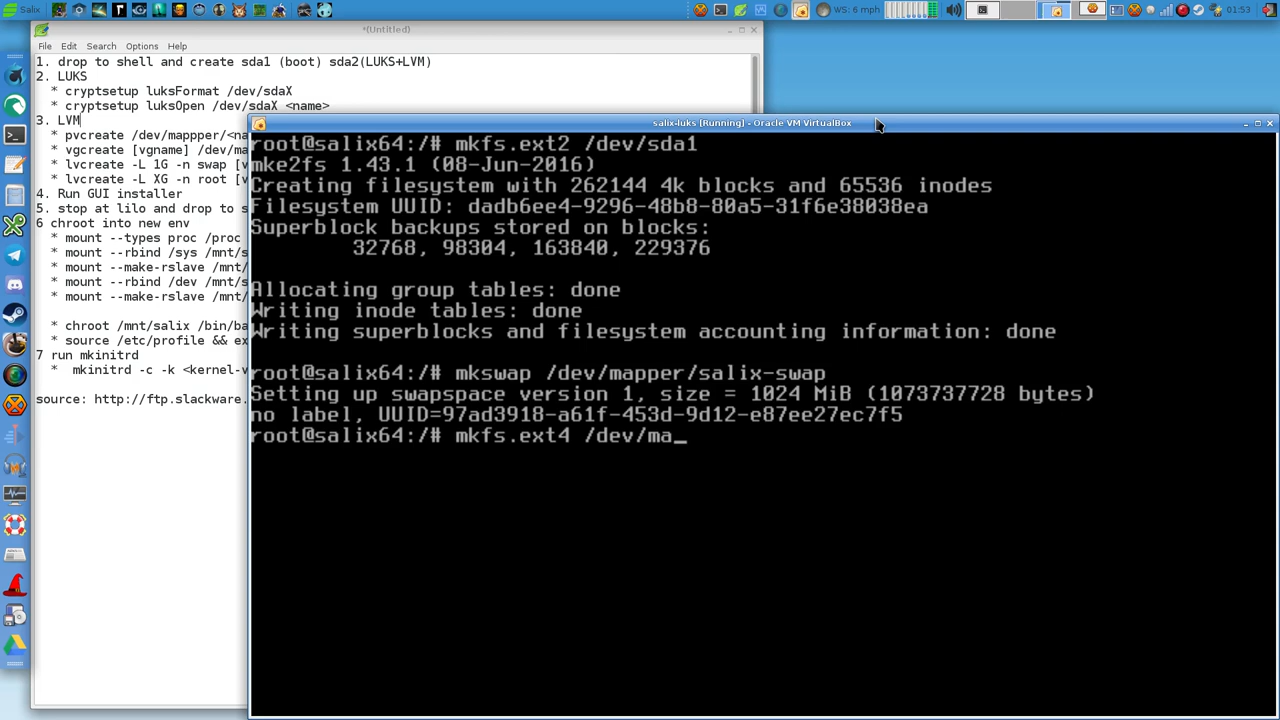 Salix
WS: 6 mph
01:53
*(Untitled)
File Edit Search Options Help
1. drop to shell and create sda1 (boot) sda2(LUKS+LVM)
2. LUKS
* cryptsetup luksFormat /dev/sdaX
* cryptsetup luksOpen /dev/sdaX <name>
3. LVM
* pvcreate /dev/mappper/<na
* vgcreate [vgname] /dev/ma
* lvcreate -L 1G -n swap [v
* lvcreate -L XG -n root [v
4. Run GUI installer
5. stop at lilo and drop to s
6 chroot into new env
* mount --types proc /proc
* mount --rbind /sys /mnt/s
* mount --make-rslave /mnt/
* mount --rbind /dev /mnt/s
* mount --make-rslave /mnt/
* chroot /mnt/salix /bin/ba
* source /etc/profile && ex
7 run mkinitrd
* mkinitrd -c -k <kernel-v
source: http://ftp.slackware.
salix-luks [Running] - Oracle VM VirtualBox
root@salix64:/# mkfs.ext2 /dev/sda1
mke2fs 1.43.1 (08-Jun-2016)
Creating filesystem with 262144 4k blocks and 65536 inodes
Filesystem UUID: dadb6ee4-9296-48b8-80a5-31f6e38038ea
Superblock backups stored on blocks:
32768, 98304, 163840, 229376
Allocating group tables: done
Writing inode tables: done
Writing superblocks and filesystem accounting information: done
root@salix64:/# mkswap /dev/mapper/salix-swap
Setting up swapspace version 1, size = 1024 MiB (1073737728 bytes)
no label, UUID=97ad3918-a61f-453d-9d12-e87ee27ec7f5
root@salix64:/# mkfs.ext4 /dev/ma_